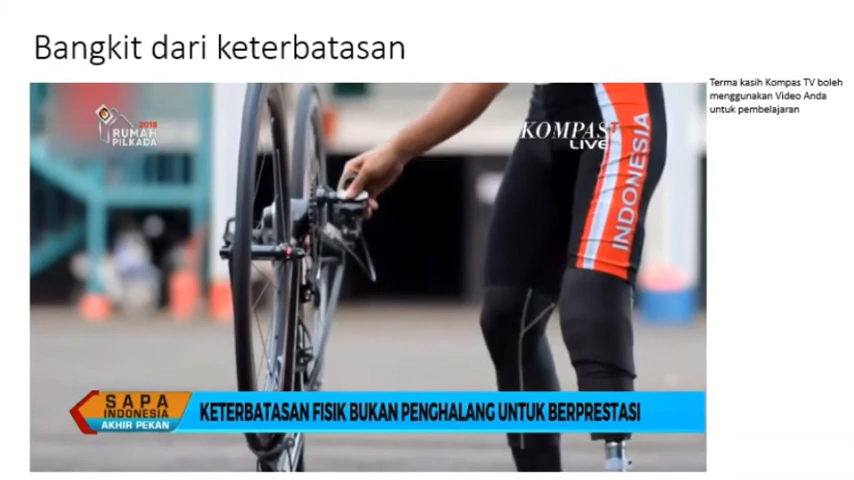 Bangkit dari keterbatasan
Terma kasih Kompas TV boleh
menggunakan Video Anda
untuk pembelajaran
2018
RUMAH
PILKADA
KOMPAS TV
LIVE
INDONESIA
SAPA
INDONESIA
AKHIR PEKAN
KETERBATASAN FISIK BUKAN PENGHALANG UNTUK BERPRESTASI